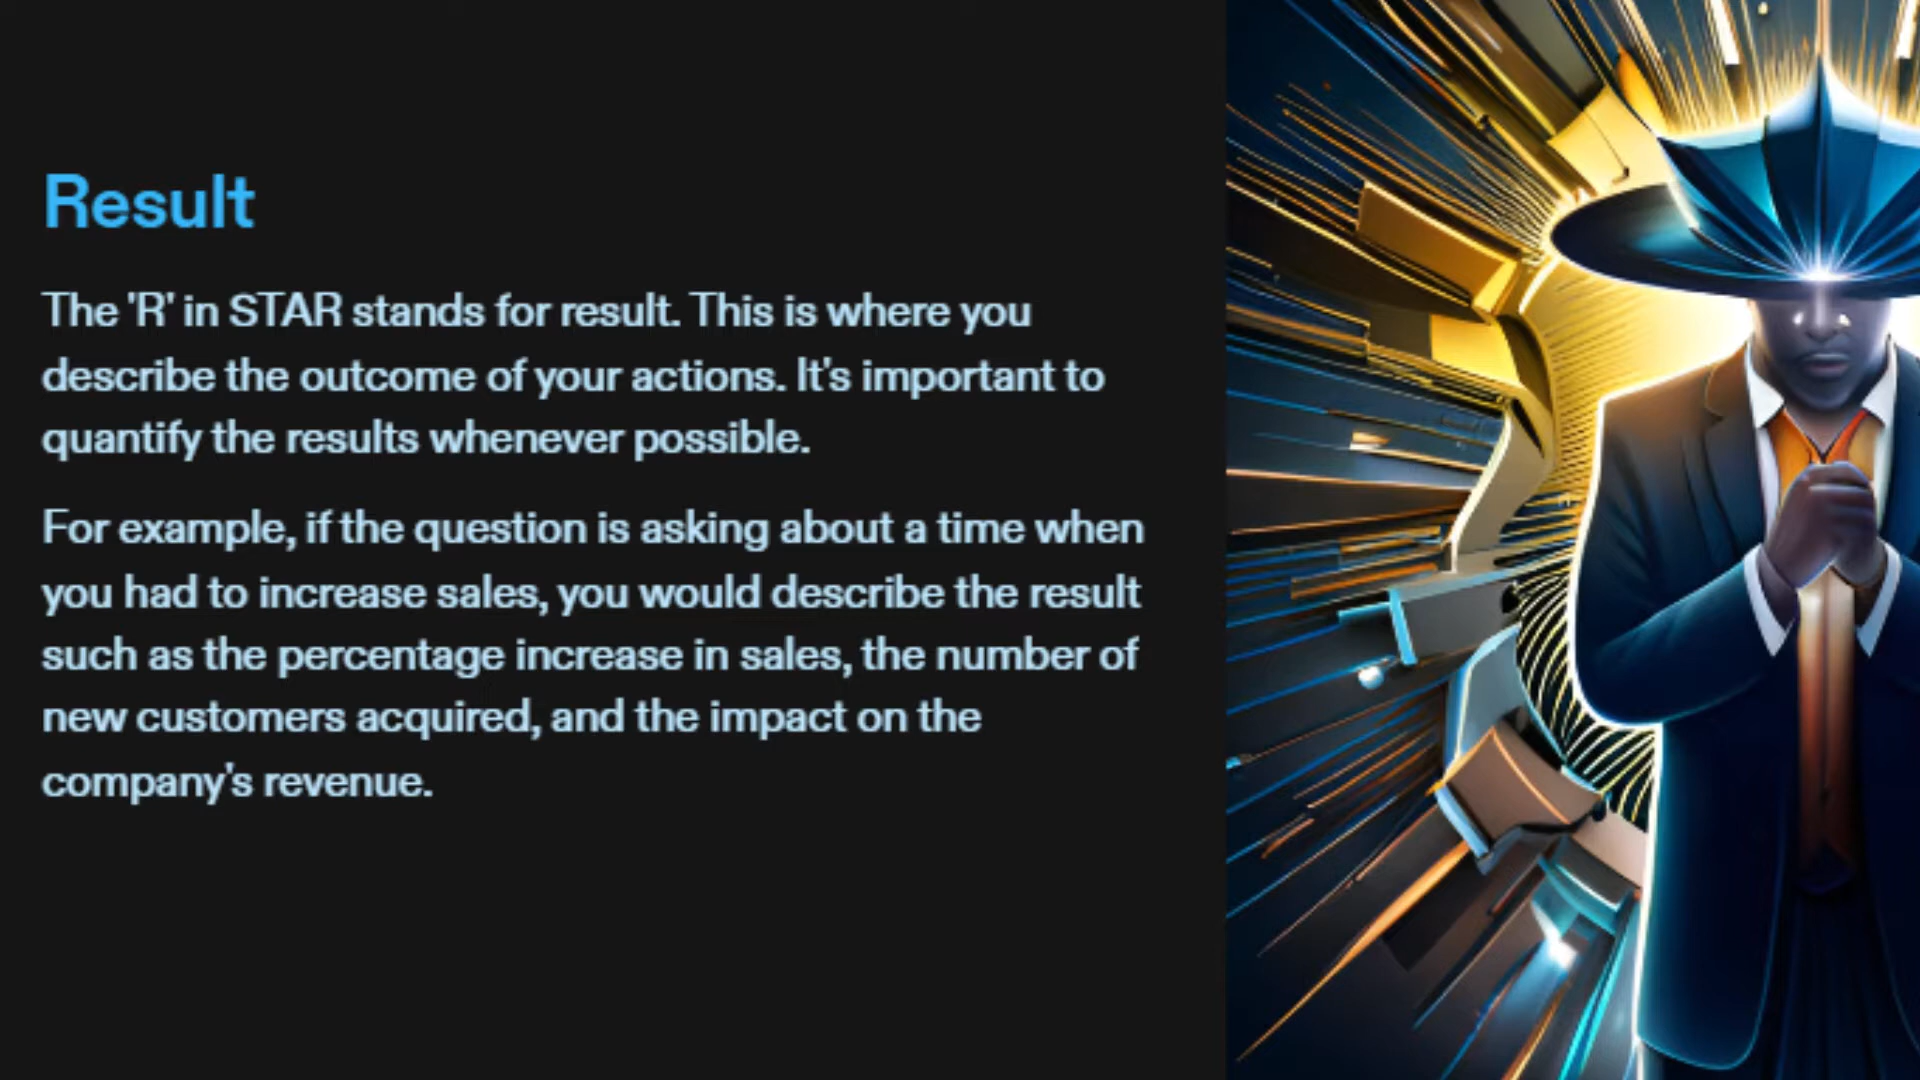 Result
The 'R' in STAR stands for result. This is where you
describe the outcome of your actions. It's important to
quantify the results whenever possible.
For example, if the question is asking about a time when
you had to increase sales, you would describe the result
such as the percentage increase in sales, the number of
new customers acquired, and the impact on the
company's revenue.